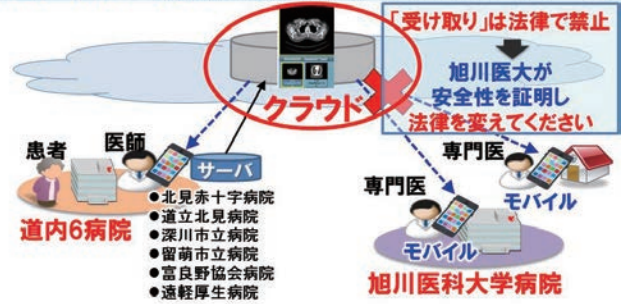 「受け取り」は法律で禁止
旭川医大が
安全性を証明し
法律を変えてください
クラウド
患者
医師
サーバ
道内6病院
●北見赤十字病院
●道立北見病院
●深川市立病院
●留萌市立病院
●富良野協会病院
●遠軽厚生病院
専門医
モバイル
専門医
モバイル
旭川医科大学病院